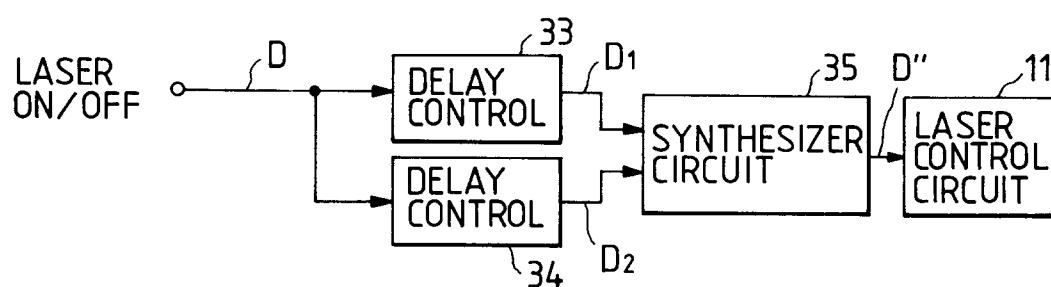 LASER
ON/OFF
D
33
DELAY
CONTROL
D1
DELAY
CONTROL
34
D2
35
SYNTHESIZER
CIRCUIT
D"
11
LASER
CONTROL
CIRCUIT